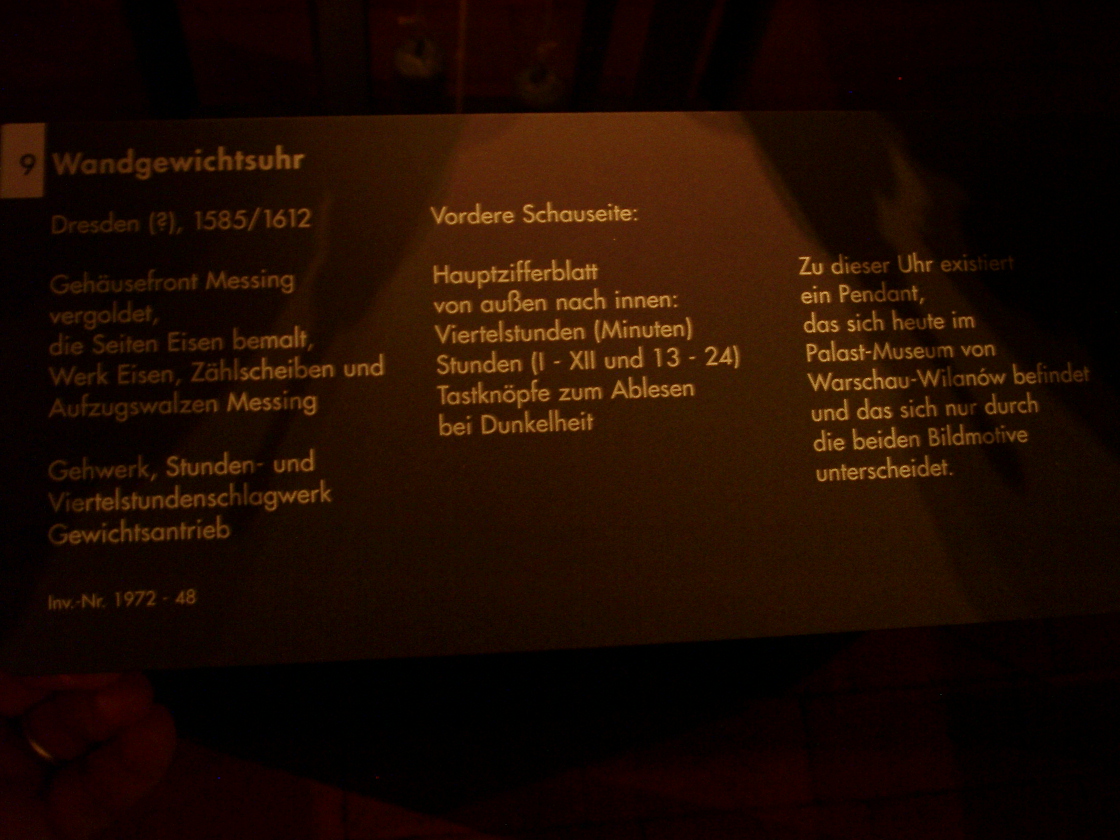 9 Wandgewichtsuhr
Dresden (?), 1585/1612
Gehäusefront Messing
vergoldet,
die Seiten Eisen bemalt,
Werk Eisen, Zählscheiben und
Aufzugswalzen Messing
Gehwerk, Stunden- und
Viertelstundenschlagwerk
Gewichtsantrieb
Inv.-Nr. 1972 - 48
Vordere Schauseite:
Hauptzifferblatt
von außen nach innen:
Viertelstunden (Minuten)
Stunden (I - XII und 13 - 24)
Tastknöpfe zum Ablesen
bei Dunkelheit
Zu dieser Uhr existiert
ein Pendant,
das sich heute im
Palast-Museum von
Warschau-Wilanów befindet
und das sich nur durch
die beiden Bildmotive
unterscheidet.